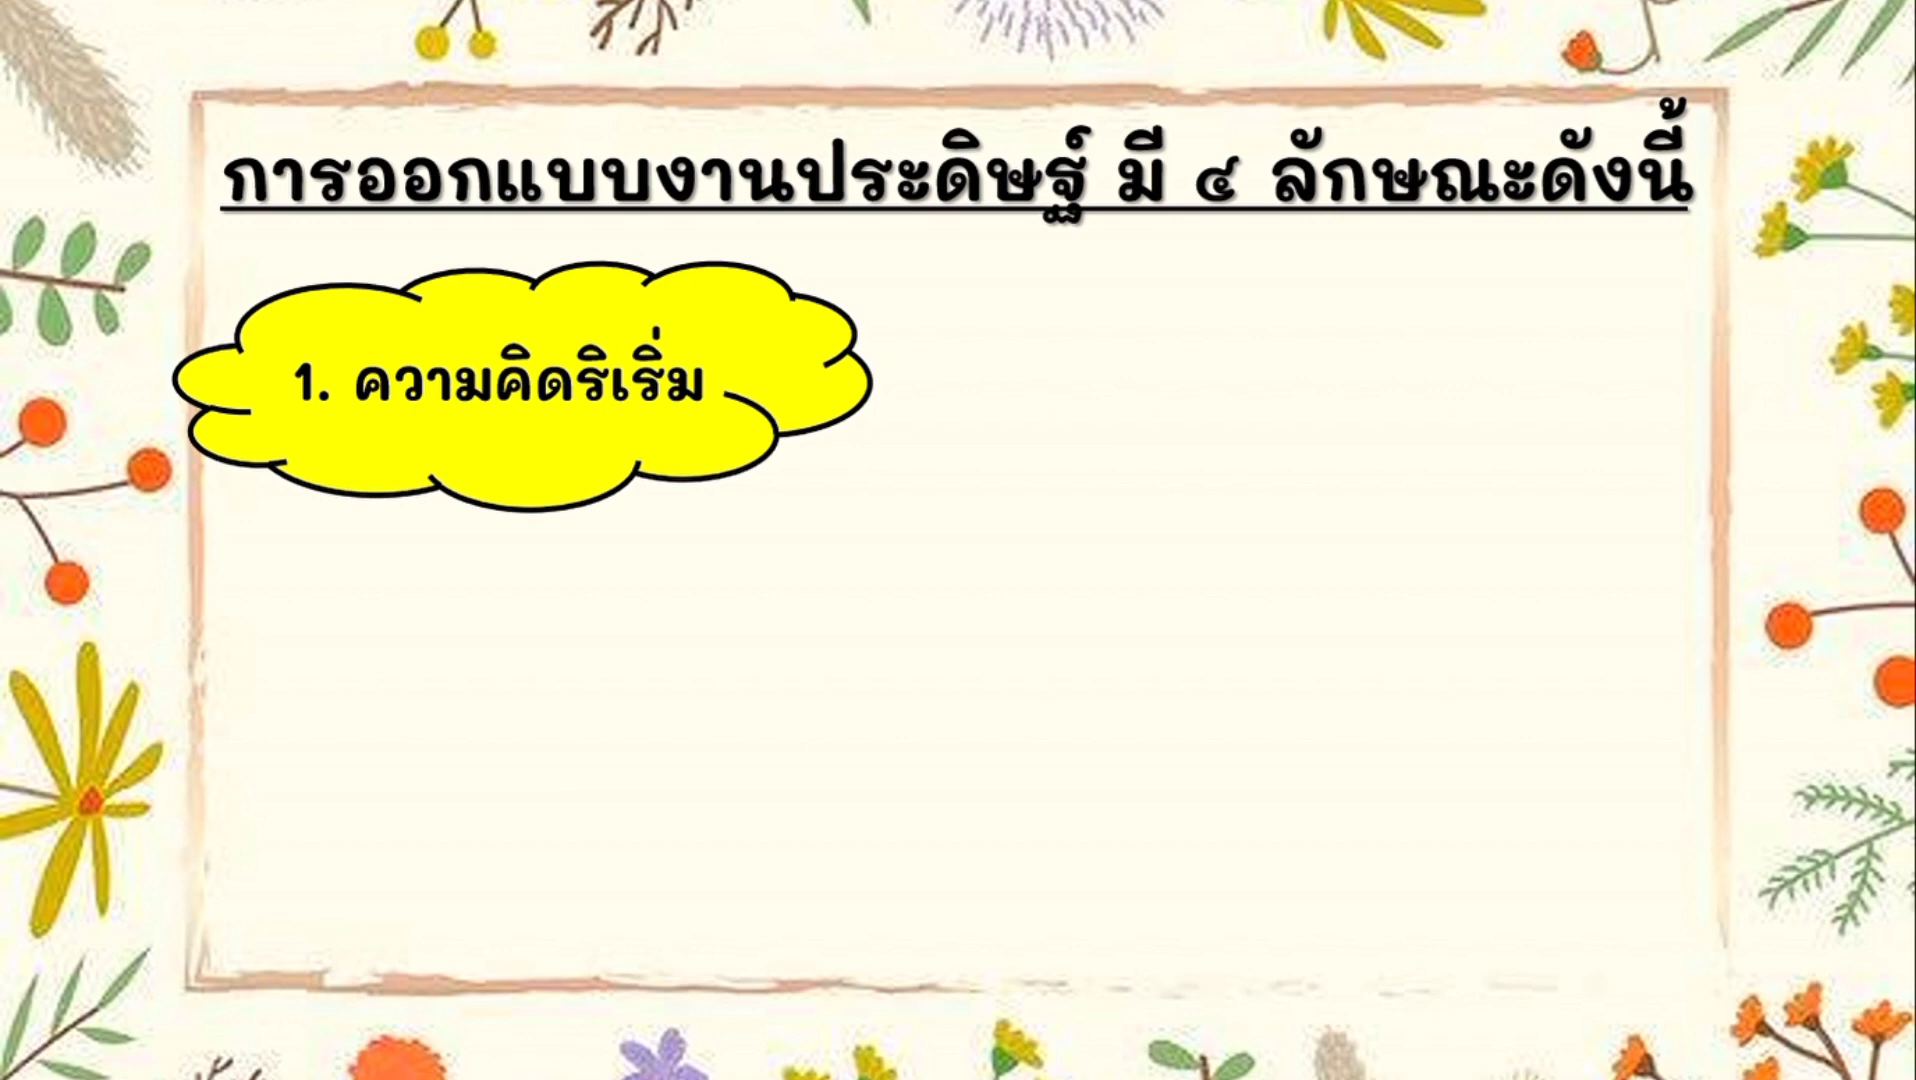 การออกแบบงานประดิษฐ์ มี ๔ ลักษณะดังนี้
1. ความคิดริเริ่ม